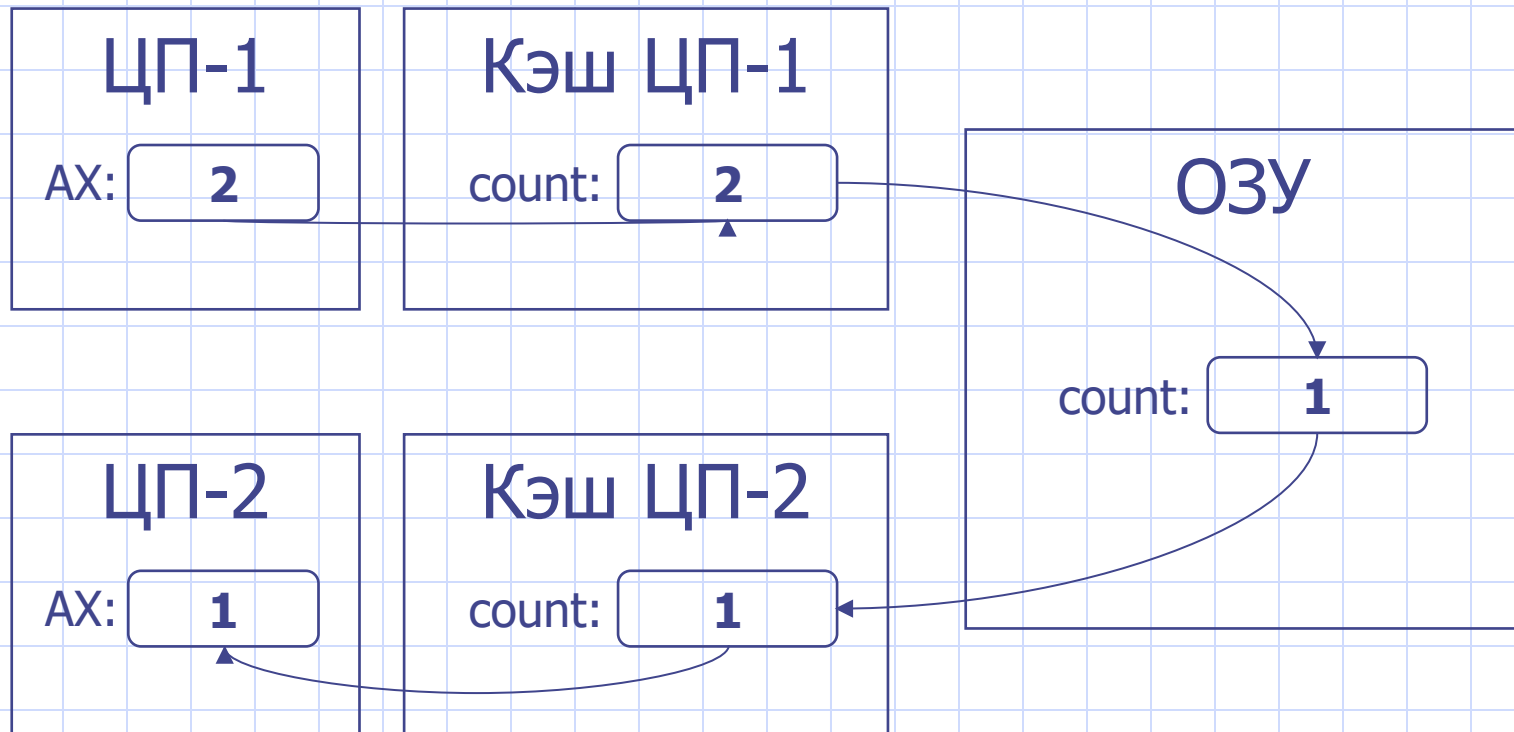 ЦП-1
AX: 2
Кэш ЦП-1
count: 2
ОЗУ
count: 1
ЦП-2
AX: 1
Кэш ЦП-2
count: 1